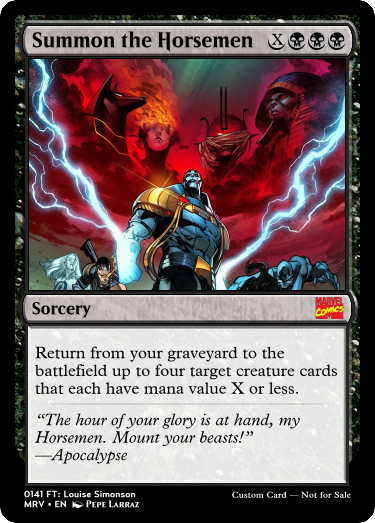 Summon the Horsemen X
Sorcery
MARVEL
COMICS
Return from your graveyard to the
battlefield up to four target creature cards
that each have mana value X or less.
“The hour of your glory is at hand, my
Horsemen. Mount your beasts!”
—Apocalypse
0141 FT: Louise Simonson
MRV • EN Pepe Larraz
Custom Card — Not for Sale